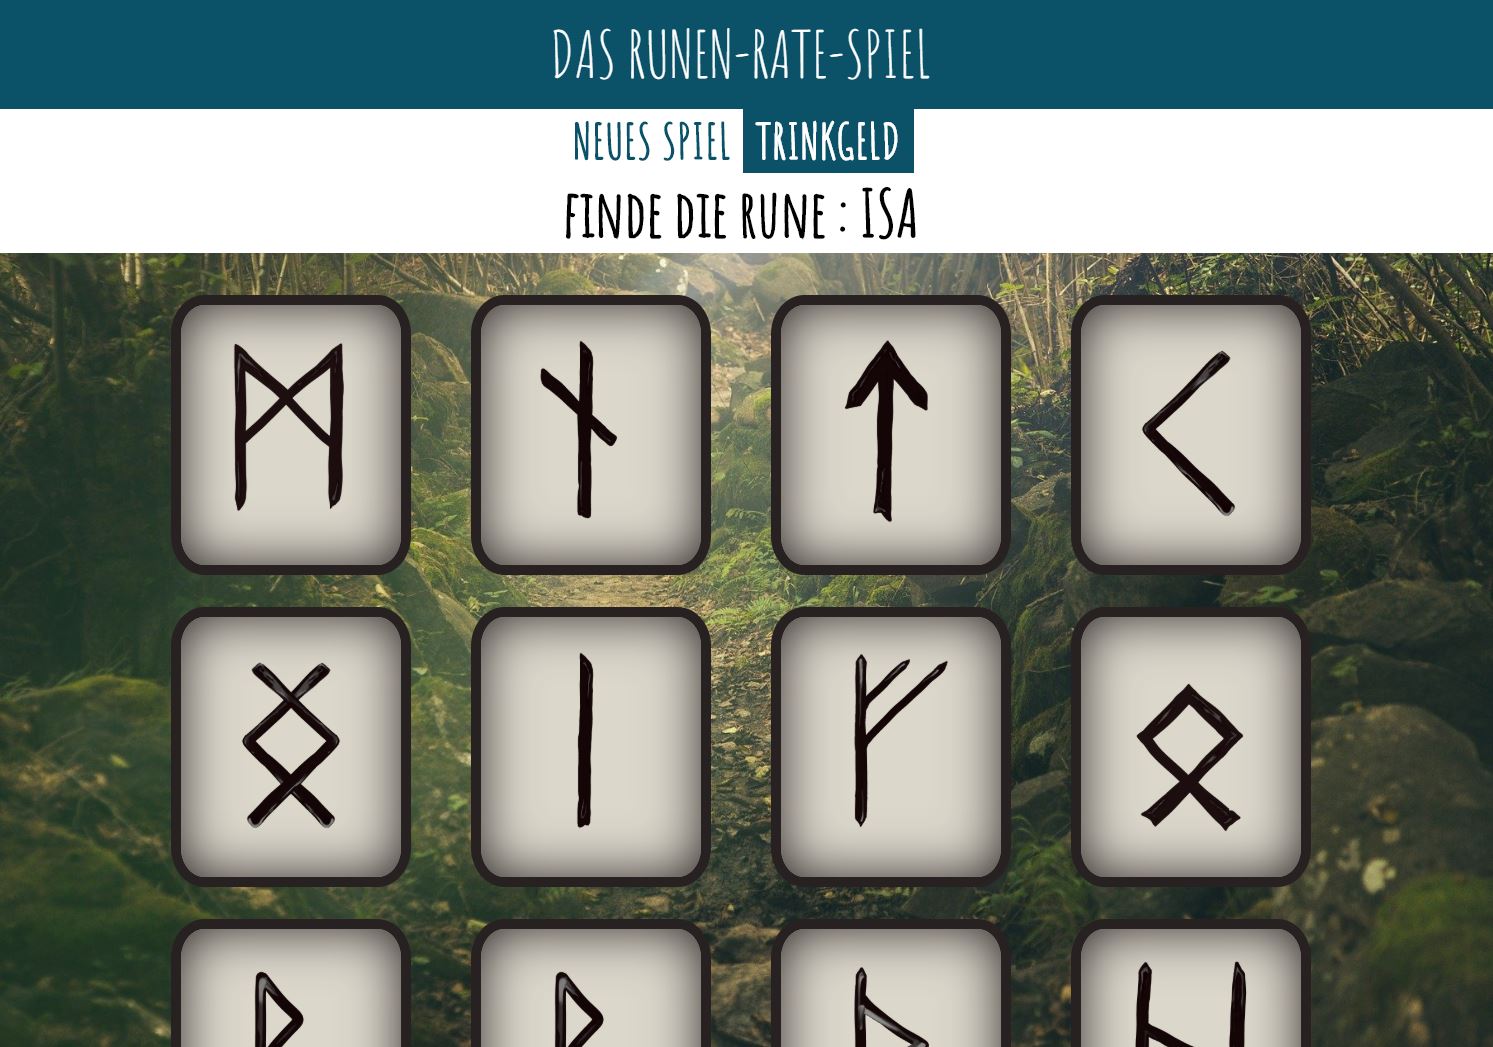 DAS RUNEN-RATE-SPIEL
NEUES SPIEL TRINKGELD
FINDE DIE RUNE : ISA
ᛗ ᚾ ᛏ ᚲ
ᛝ ᛁ ᚠ ᛟ